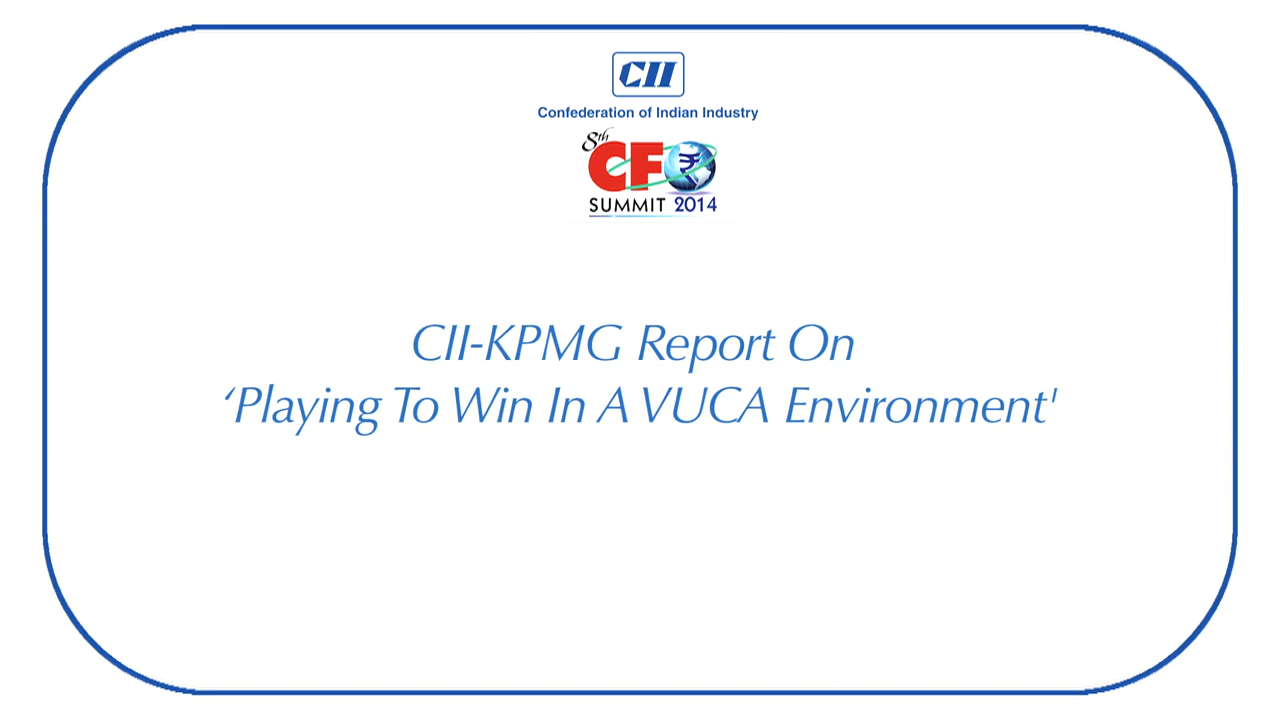 CII
Confederation of Indian Industry
8th
CFO
SUMMIT 2014
CII-KPMG Report On
‘Playing To Win In A VUCA Environment'